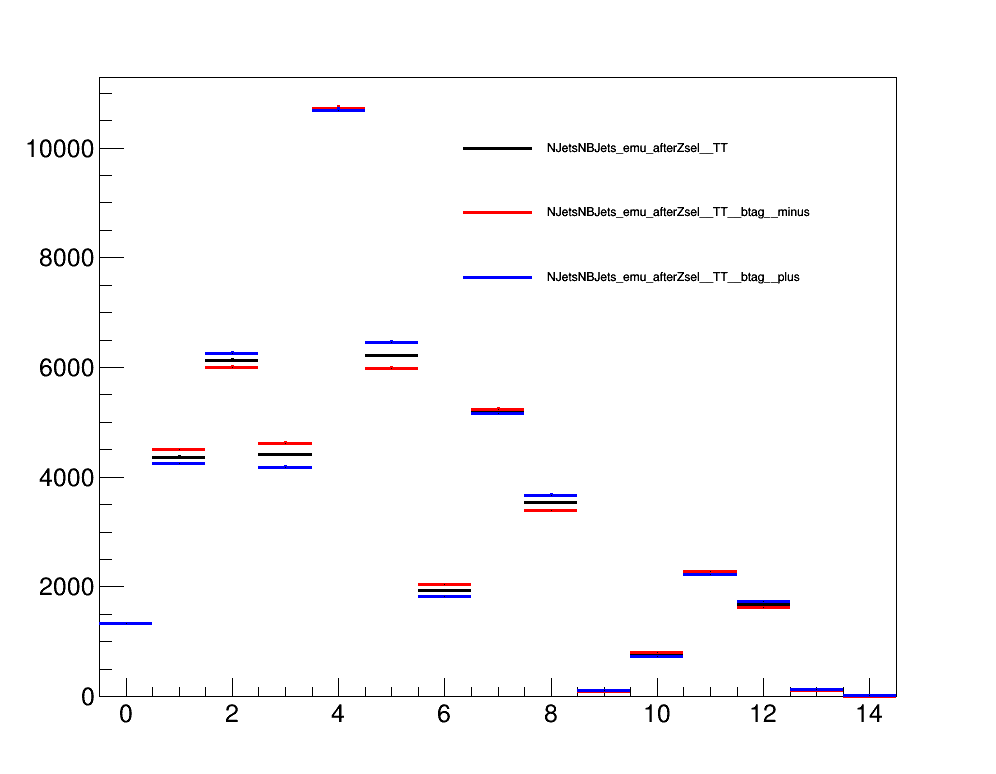 10000
8000
6000
4000
2000
0
NJetsNBJets_emu_afterZsel__TT
NJetsNBJets_emu_afterZsel__TT__btag__minus
NJetsNBJets_emu_afterZsel__TT__btag__plus
0 2 4 6 8 10 12 14